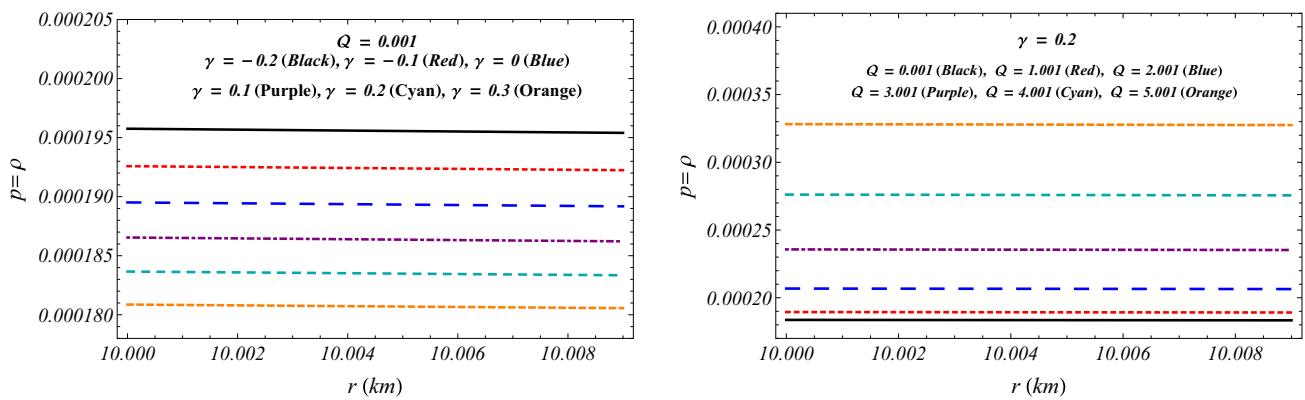 0.000205
0.000200
0.000195
0.000190
0.000185
0.000180
p= ρ
Q = 0.001
γ = -0.2 (Black), γ = -0.1 (Red), γ = 0 (Blue)
γ = 0.1 (Purple), γ = 0.2 (Cyan), γ = 0.3 (Orange)
10.000 10.002 10.004 10.006 10.008
r (km)
0.00040
0.00035
0.00030
0.00025
0.00020
p= ρ
γ = 0.2
Q = 0.001 (Black), Q = 1.001 (Red), Q = 2.001 (Blue)
Q = 3.001 (Purple), Q = 4.001 (Cyan), Q = 5.001 (Orange)
10.000 10.002 10.004 10.006 10.008
r (km)